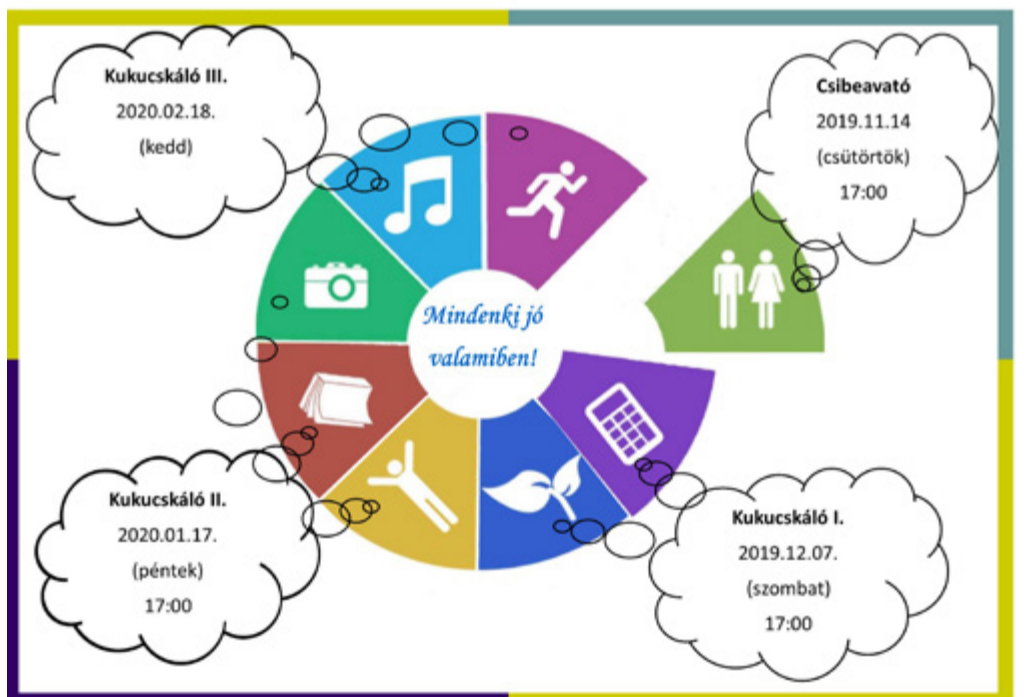 Kukucskáló III.
2020.02.18.
(kedd)
Csibeavató
2019.11.14
(csütörtök)
17:00
Mindenki jó
valamiben!
Kukucskáló II.
2020.01.17.
(péntek)
17:00
Kukucskáló I.
2019.12.07.
(szombat)
17:00